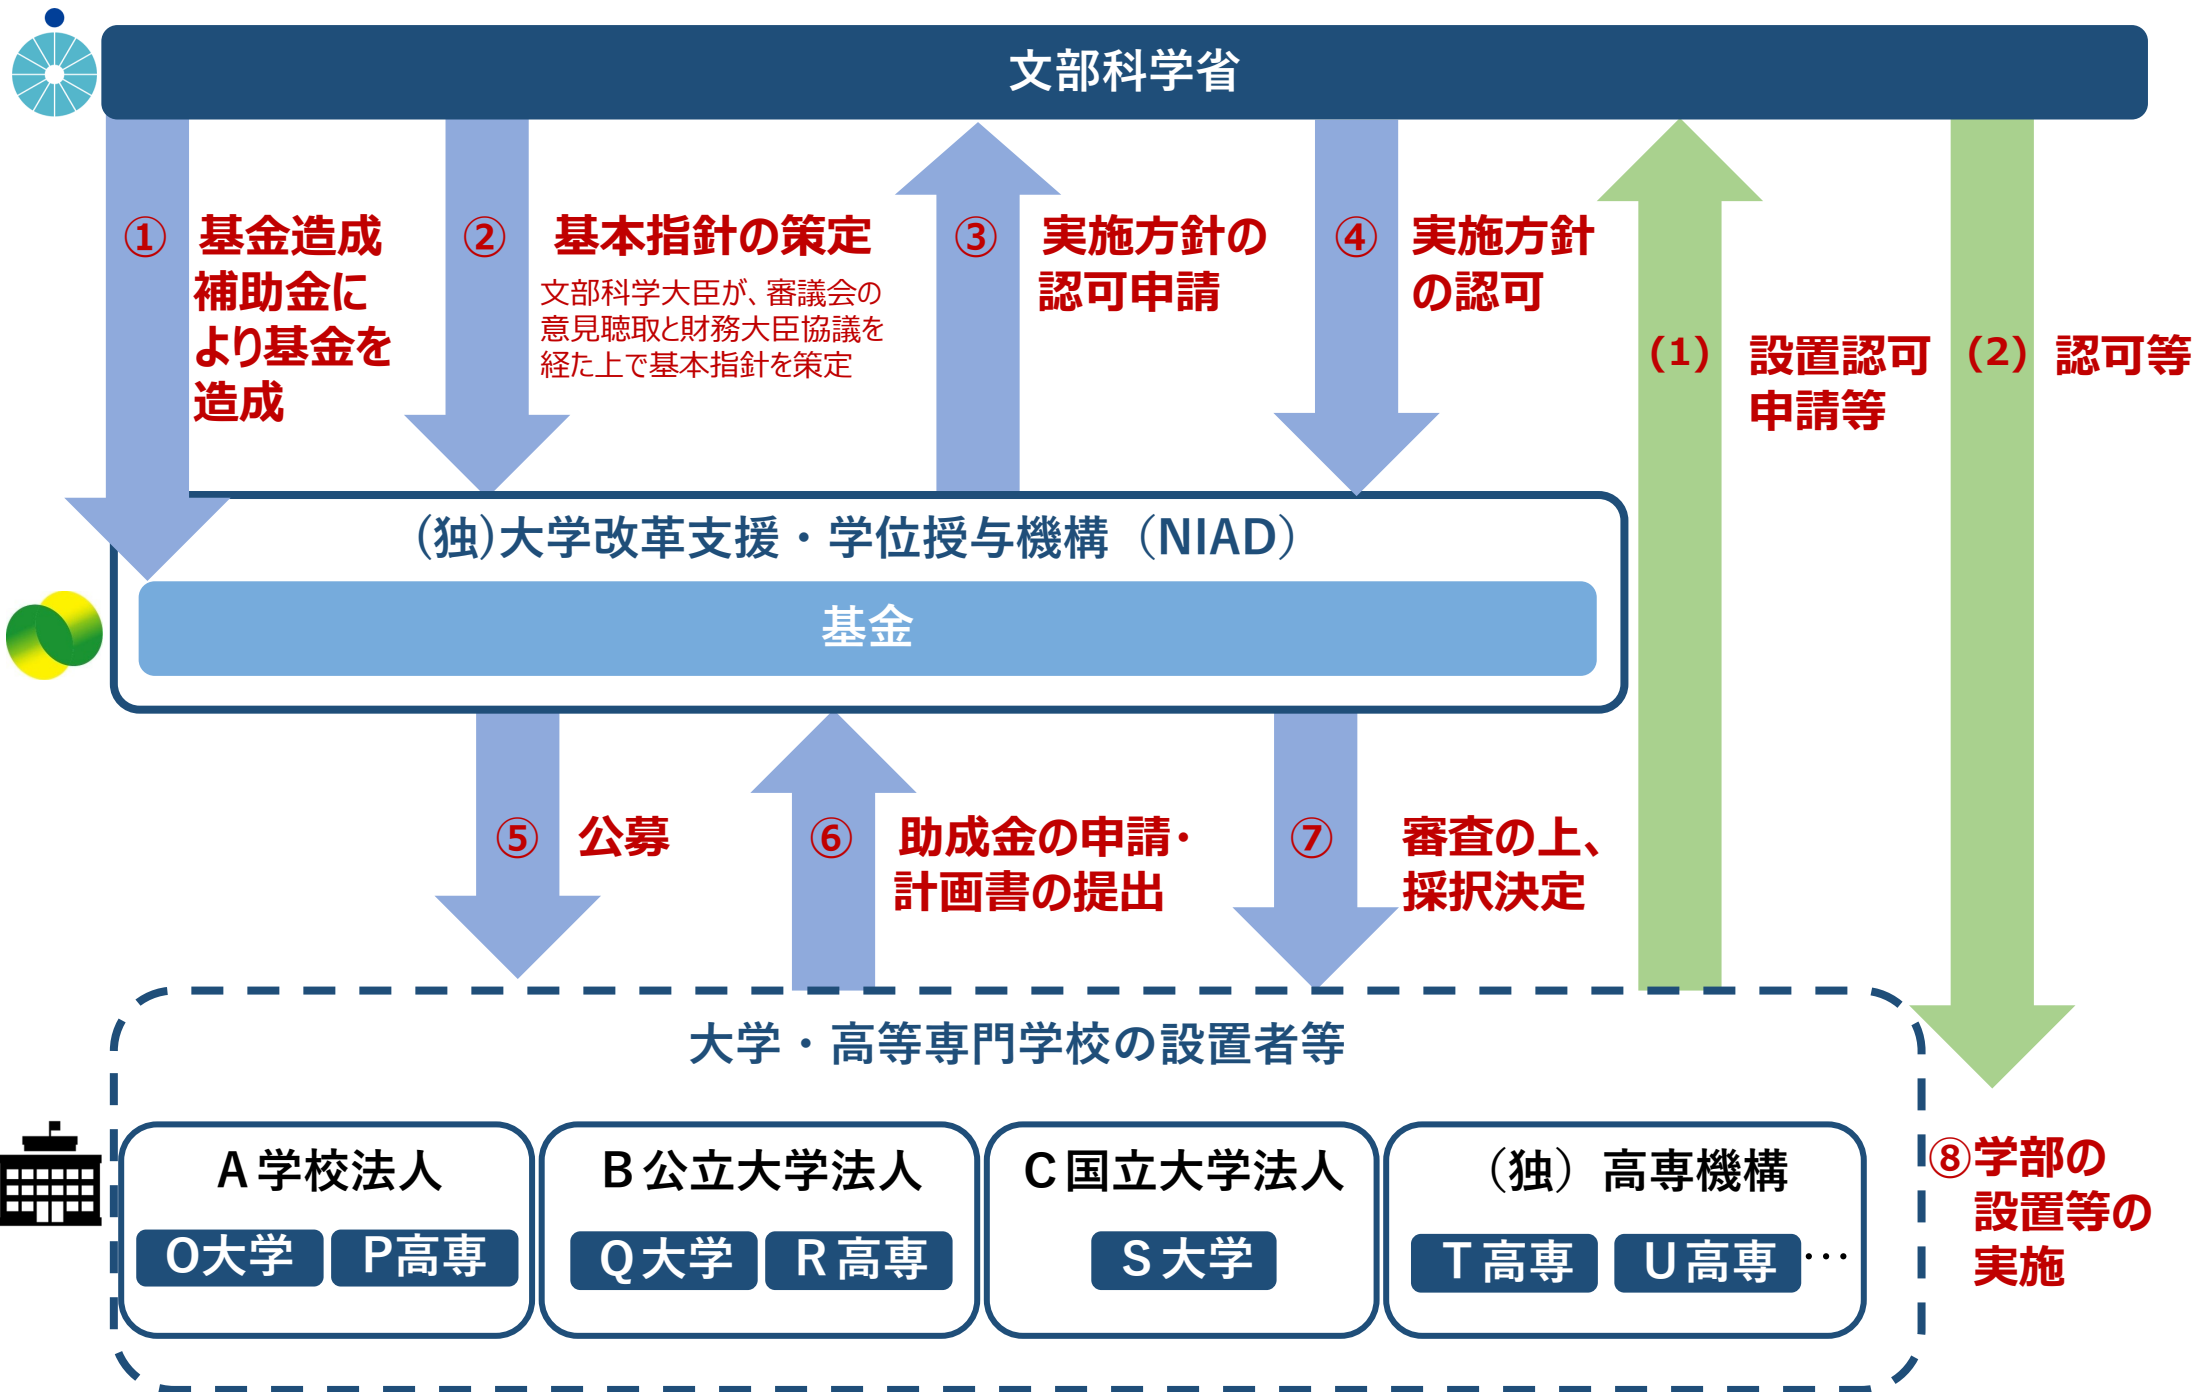 文部科学省
① 基金造成
補助金に
より基金を
造成
② 基本指針の策定
文部科学大臣が、審議会の
意見聴取と財務大臣協議を
経た上で基本指針を策定
③ 実施方針の
認可申請
④ 実施方針
の認可
(1) 設置認可
申請等
(2) 認可等
(独)大学改革支援・学位授与機構（NIAD）
基金
⑤ 公募
⑥ 助成金の申請・
計画書の提出
⑦ 審査の上、
採択決定
大学・高等専門学校の設置者等
A学校法人
O大学 P高専
B公立大学法人
Q大学 R高専
C国立大学法人
S大学
（独）高専機構
T高専 U高専…
⑧学部の
設置等の
実施